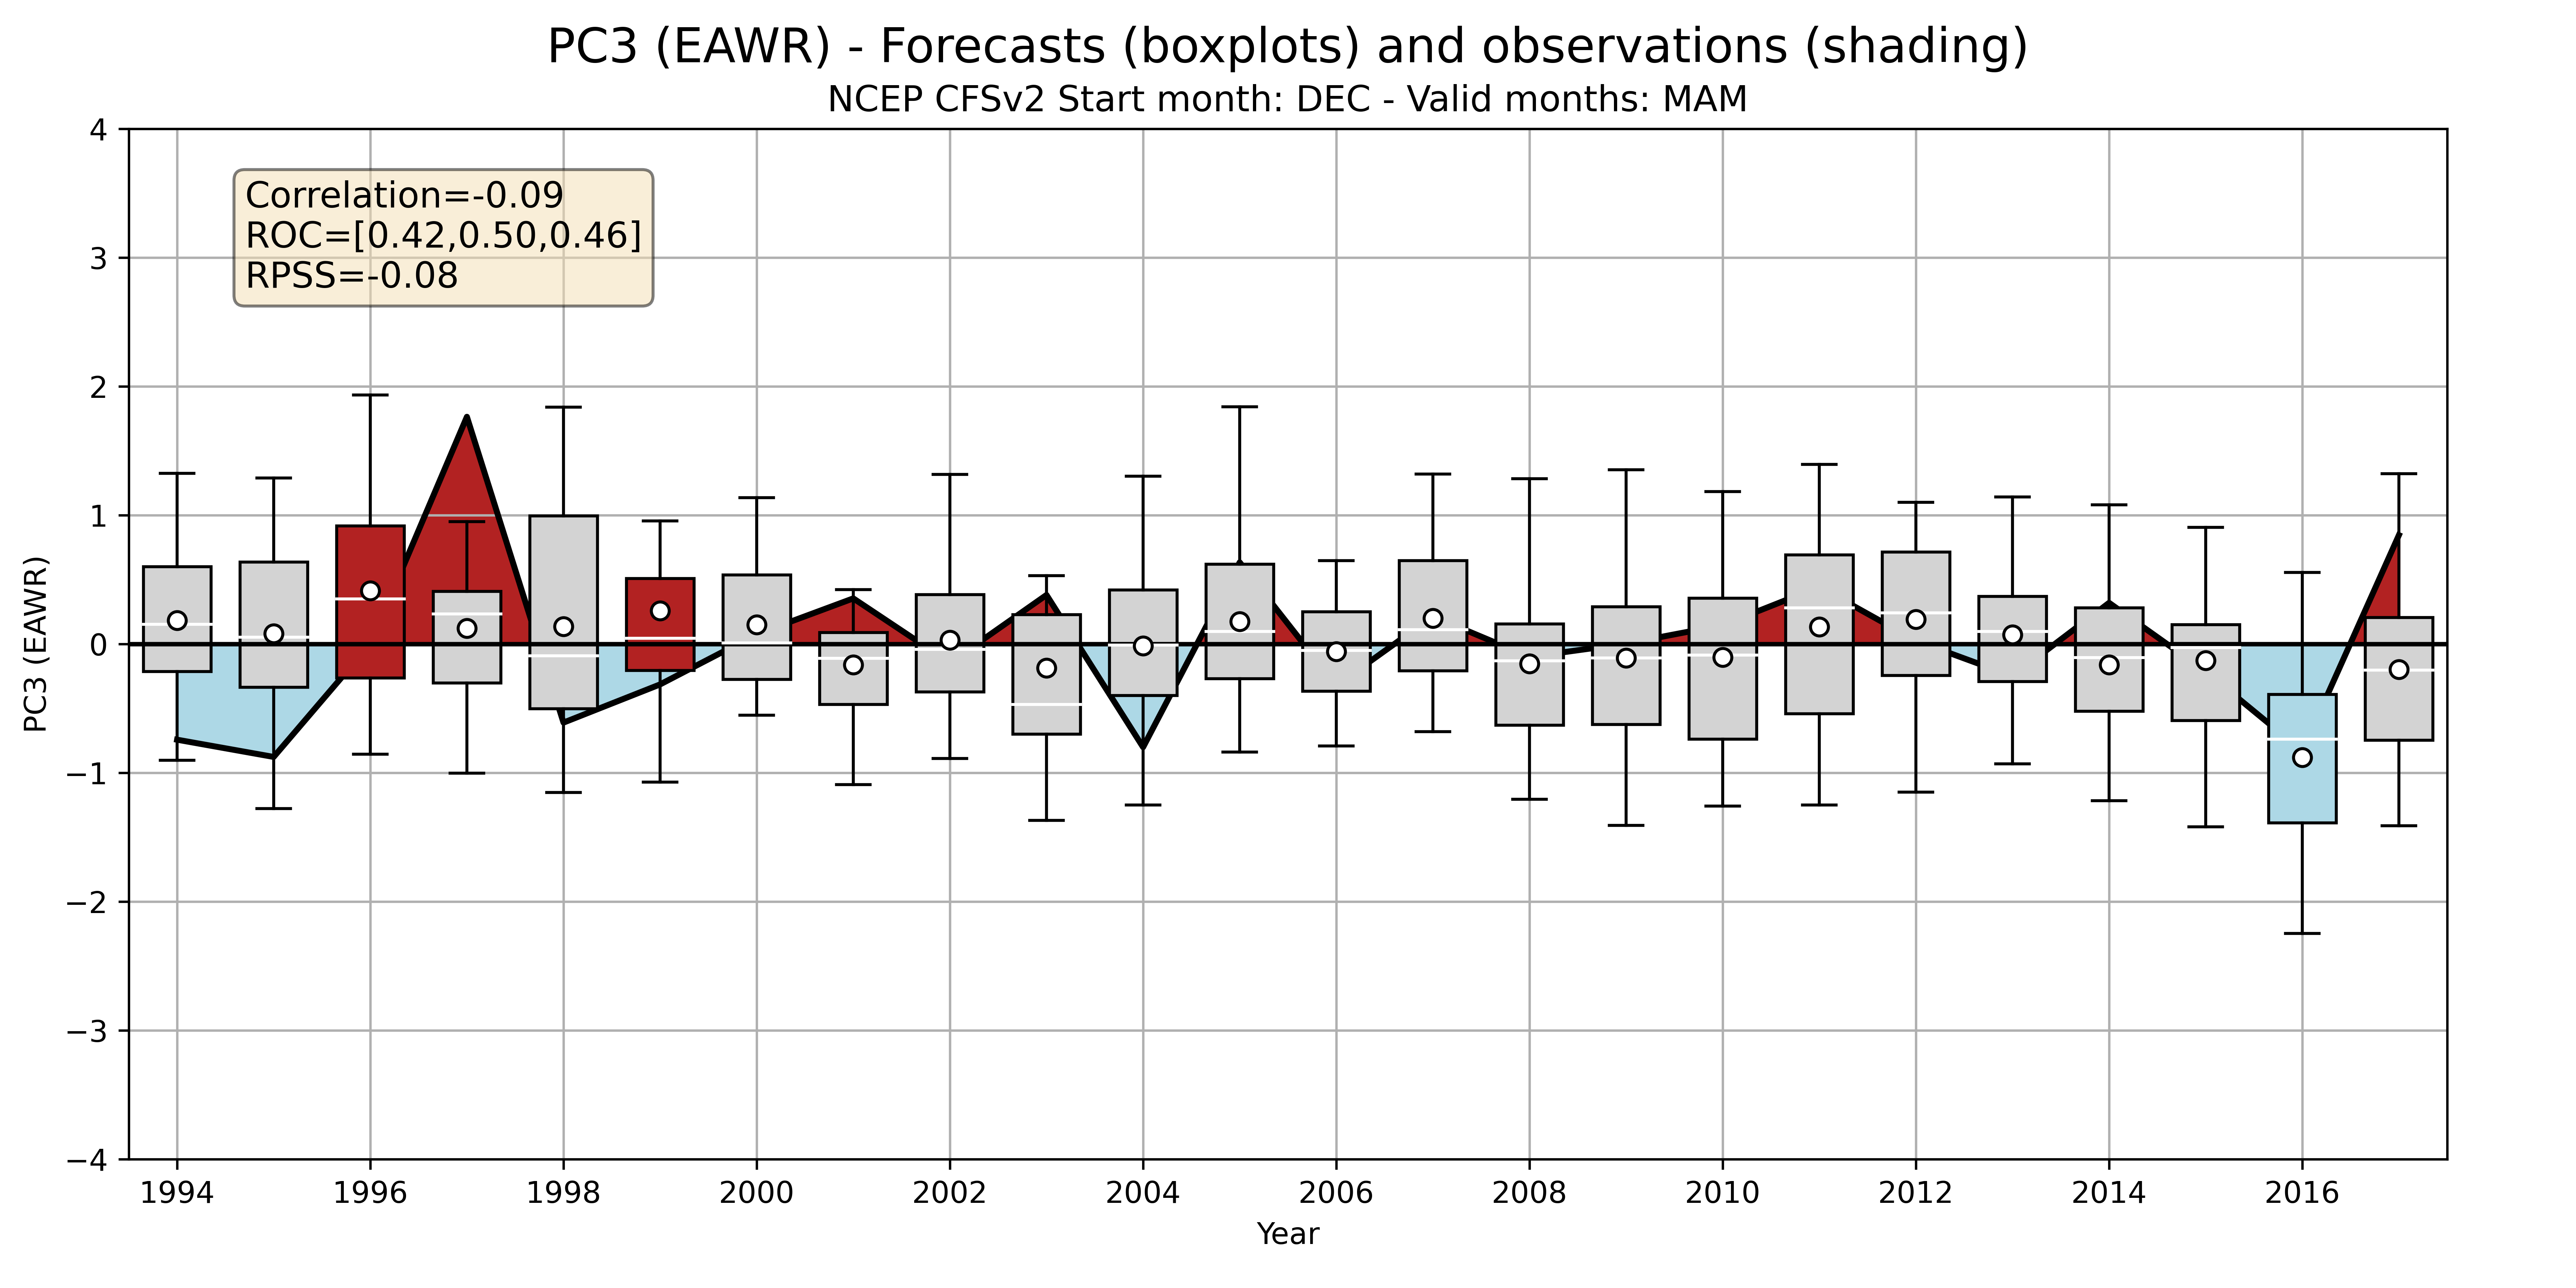 PC3 (EAWR) - Forecasts (boxplots) and observations (shading)
NCEP CFSv2 Start month: DEC - Valid months: MAM
Correlation=-0.09
ROC=[0.42,0.50,0.46]
RPSS=-0.08
PC3 (EAWR)
4
3
2
1
0
−1
−2
−3
−4
1994 1996 1998 2000 2002 2004 2006 2008 2010 2012 2014 2016
Year